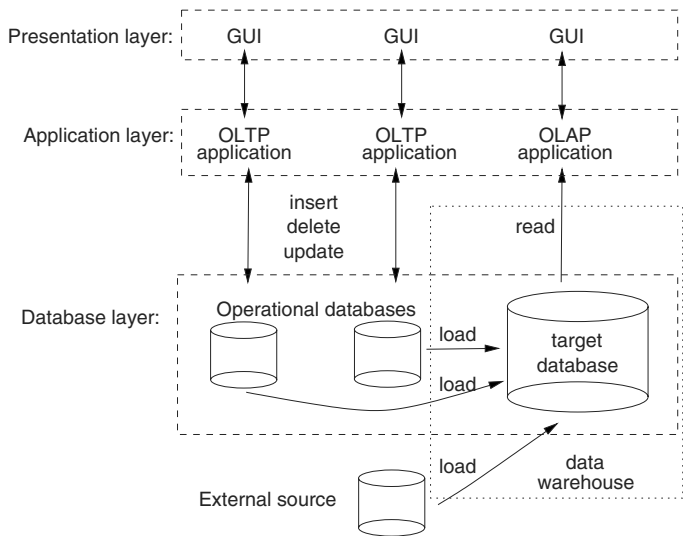 Presentation layer: GUI GUI GUI
Application layer: OLTP application OLTP application OLAP application
insert
delete
update
read
Database layer: Operational databases
load
target
database
load
load
data
warehouse
External source